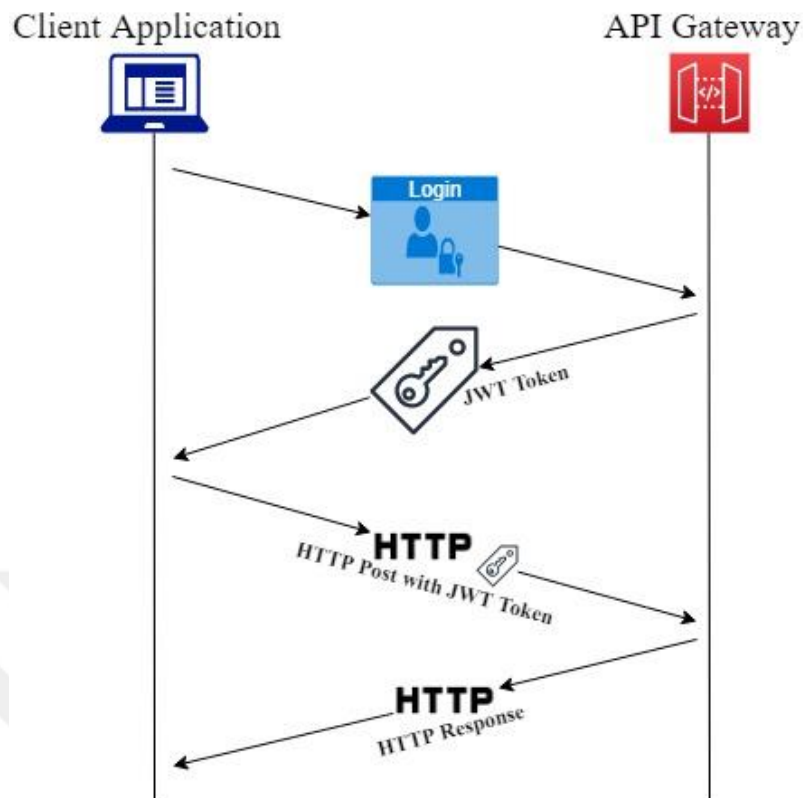 Client Application
API Gateway
</>
Login
JWT Token
HTTP
HTTP Post with JWT Token
HTTP
HTTP Response